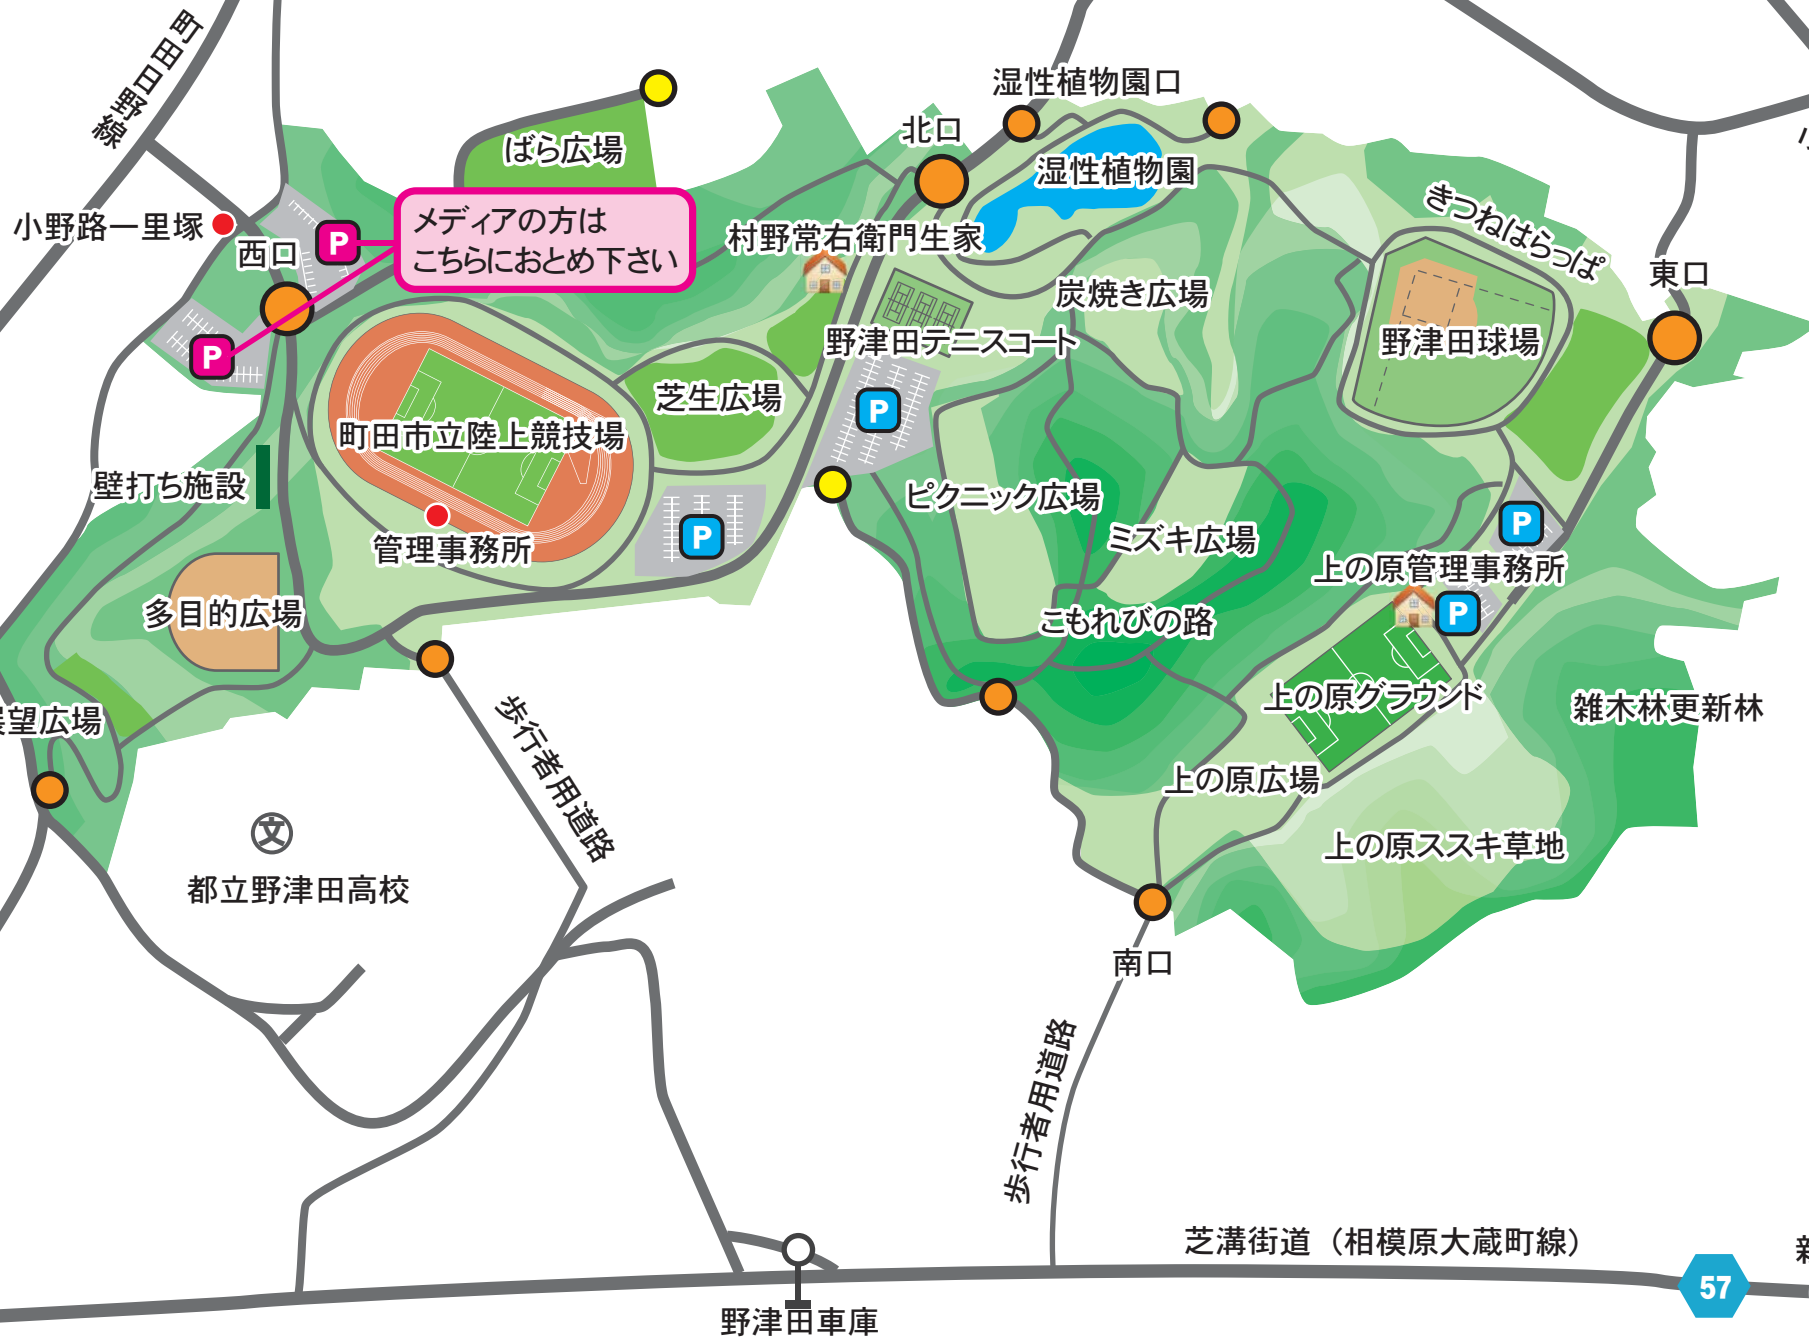 町田日野線
湿性植物園口
北口
ばら広場
湿性植物園
きつねはらっぱ
小野路一里塚
西口
P
メディアの方は
こちらにおとめ下さい
村野常右衛門生家
東口
炭焼き広場
P
野津田テニスコート
野津田球場
芝生広場
P
町田市立陸上競技場
壁打ち施設
ピクニック広場
P
P
管理事務所
ミズキ広場
上の原管理事務所
多目的広場
こもれびの路
P
望広場
上の原グラウンド
雑木林更新林
歩行者用道路
上の原広場
文
上の原ススキ草地
都立野津田高校
南口
歩行者用道路
芝溝街道（相模原大蔵町線）
57
野津田車庫